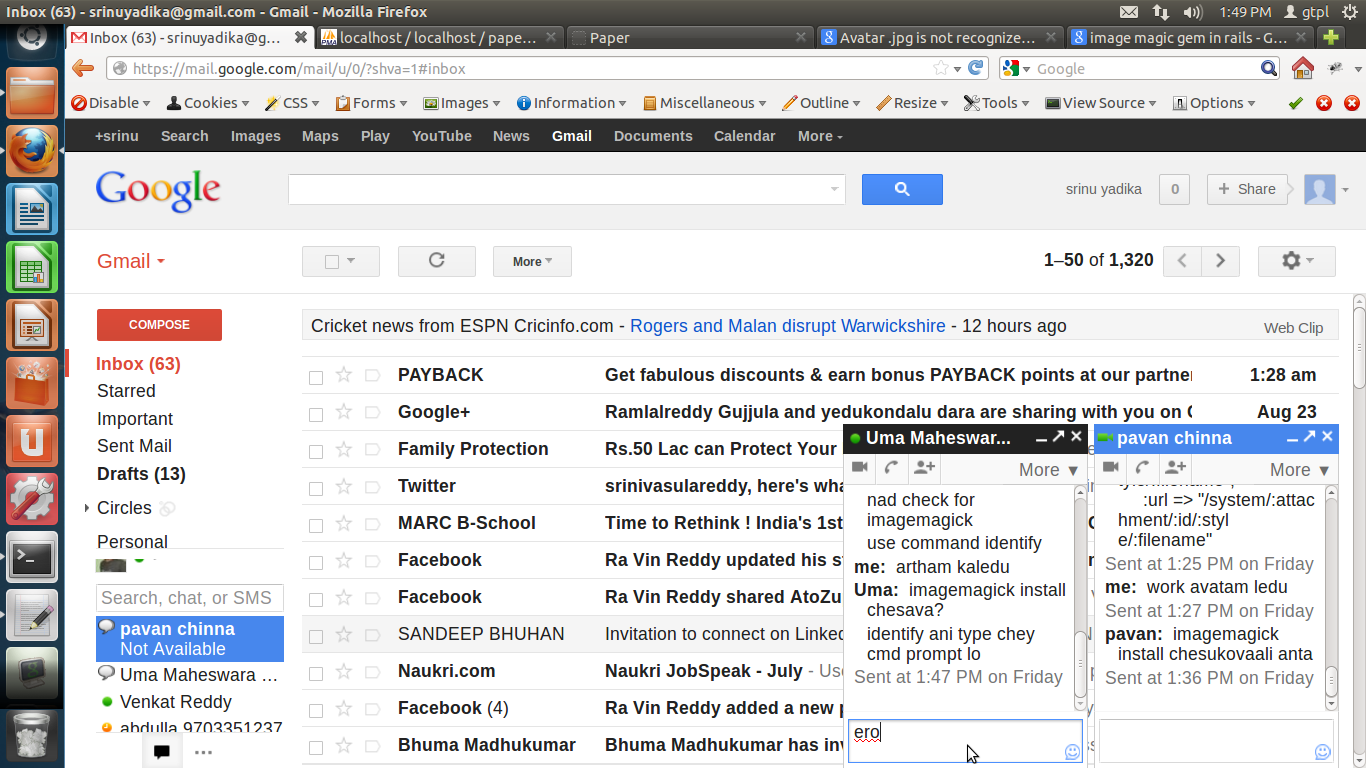 Inbox (63) - srinuyadika@gmail.com - Gmail - Mozilla Firefox
1:49 PM gtpl
Inbox (63) - srinuyadika@g...
localhost / localhost / pape...
Paper
Avatar .jpg is not recognize...
image magic gem in rails - G...
https://mail.google.com/mail/u/0/?shva=1#inbox
Google
Disable Cookies CSS Forms Images Information Miscellaneous Outline Resize Tools View Source Options
+srinu Search Images Maps Play YouTube News Gmail Documents Calendar More
Google
srinu yadika 0 + Share
Gmail
More
1–50 of 1,320
COMPOSE
Inbox (63)
Starred
Important
Sent Mail
Drafts (13)
Circles
Personal
Search, chat, or SMS
pavan chinna
Not Available
Uma Maheswara ...
Venkat Reddy
abdulla 9703351237
Cricket news from ESPN Cricinfo.com - Rogers and Malan disrupt Warwickshire - 12 hours ago
Web Clip
PAYBACK Get fabulous discounts & earn bonus PAYBACK points at our partner 1:28 am
Google+ Ramlalreddy Gujjula and yedukondalu dara are sharing with you on Aug 23
Family Protection Rs.50 Lac can Protect Your
Twitter srinivasulareddy, here's wha
MARC B-School Time to Rethink ! India's 1st
Facebook Ra Vin Reddy updated his s
Facebook Ra Vin Reddy shared AtoZu
SANDEEP BHUHAN Invitation to connect on Linke
Naukri.com Naukri JobSpeak - July - Us
Facebook (4) Ra Vin Reddy added a new p
Bhuma Madhukumar Bhuma Madhukumar has inv
Uma Maheswar...
More
nad check for
imagemagick
use command identify
me: artham kaledu
Uma: imagemagick install
chesava?
identify ani type chey
cmd prompt lo
Sent at 1:47 PM on Friday
ero
pavan chinna
More
:url => "/system/:attac
hment/:id/:styl
e/:filename"
Sent at 1:25 PM on Friday
me: work avatam ledu
Sent at 1:27 PM on Friday
pavan: imagemagick
install chesukovaali anta
Sent at 1:36 PM on Friday